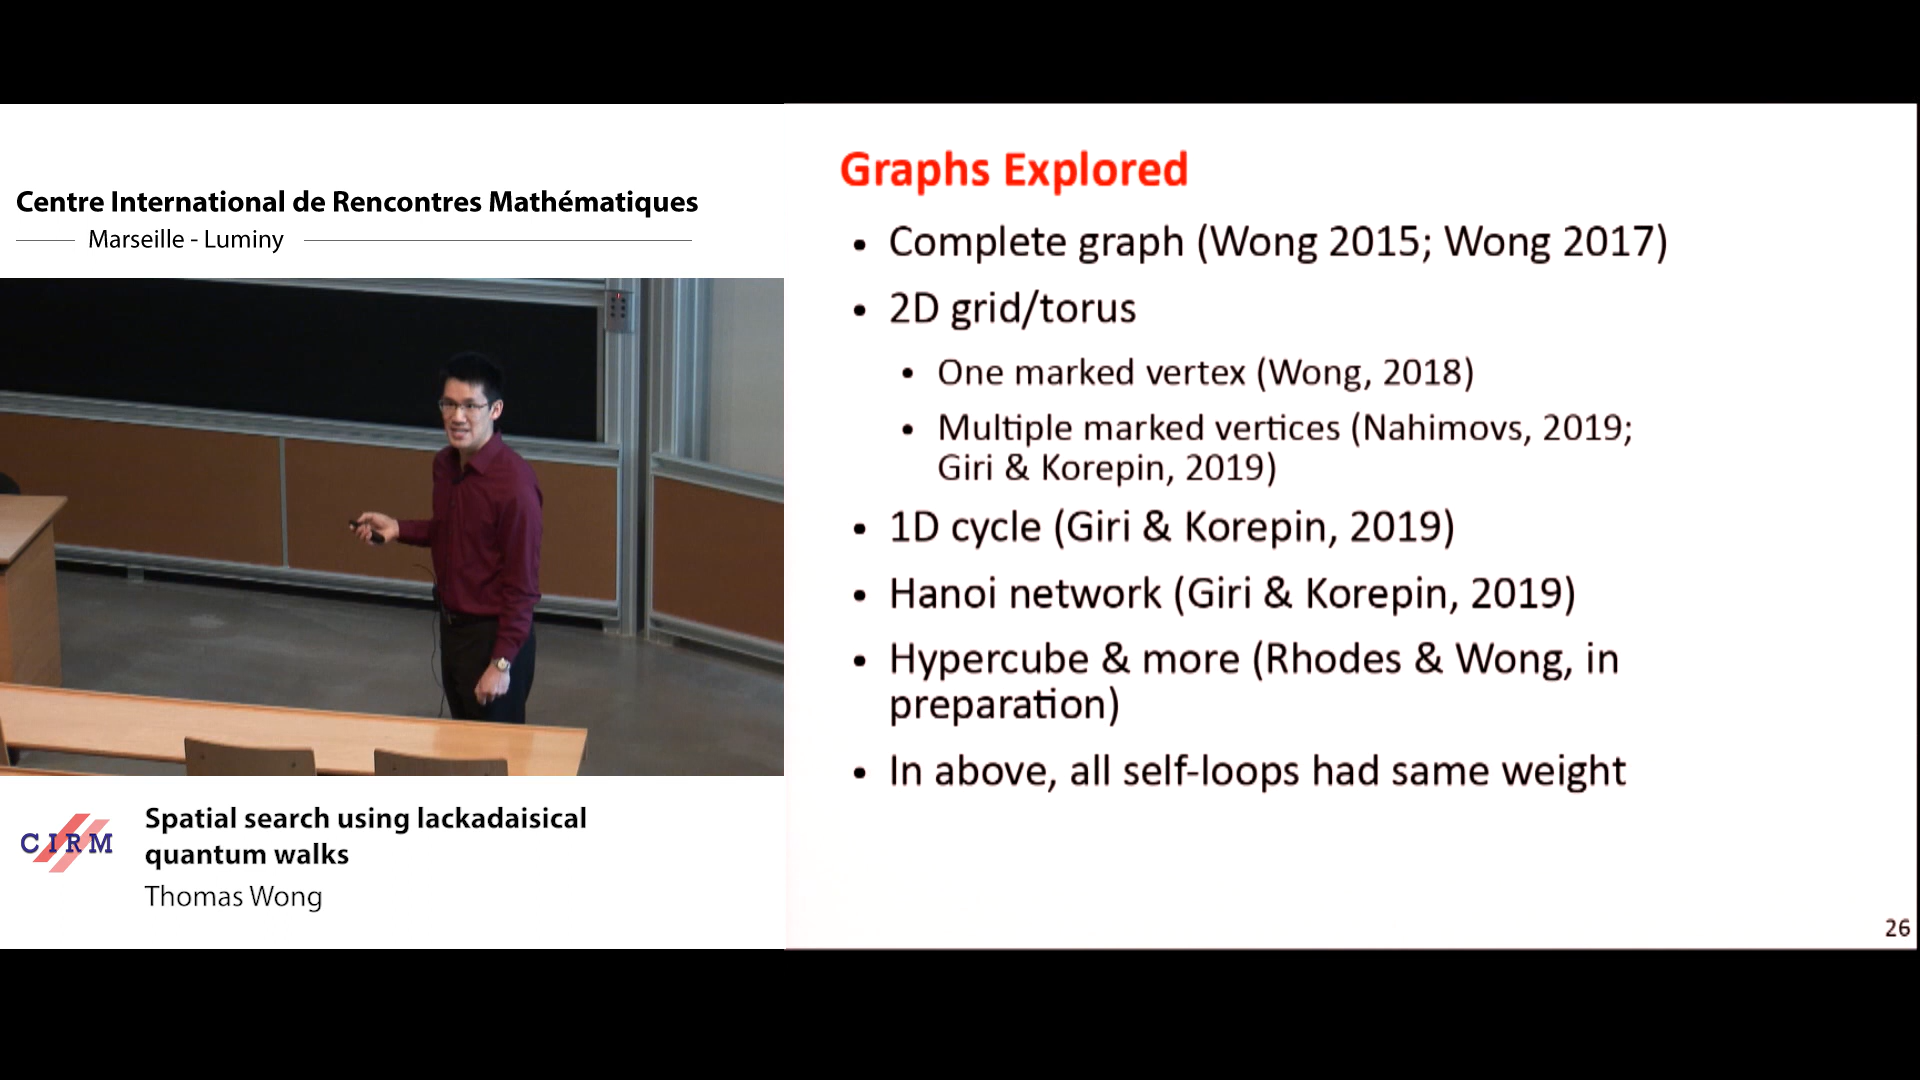 Centre International de Rencontres Mathématiques
Marseille - Luminy
CIRM
Spatial search using lackadaisical
quantum walks
Thomas Wong
Graphs Explored
• Complete graph (Wong 2015; Wong 2017)
• 2D grid/torus
• One marked vertex (Wong, 2018)
• Multiple marked vertices (Nahimovs, 2019;
Giri & Korepin, 2019)
• 1D cycle (Giri & Korepin, 2019)
• Hanoi network (Giri & Korepin, 2019)
• Hypercube & more (Rhodes & Wong, in
preparation)
• In above, all self-loops had same weight
26